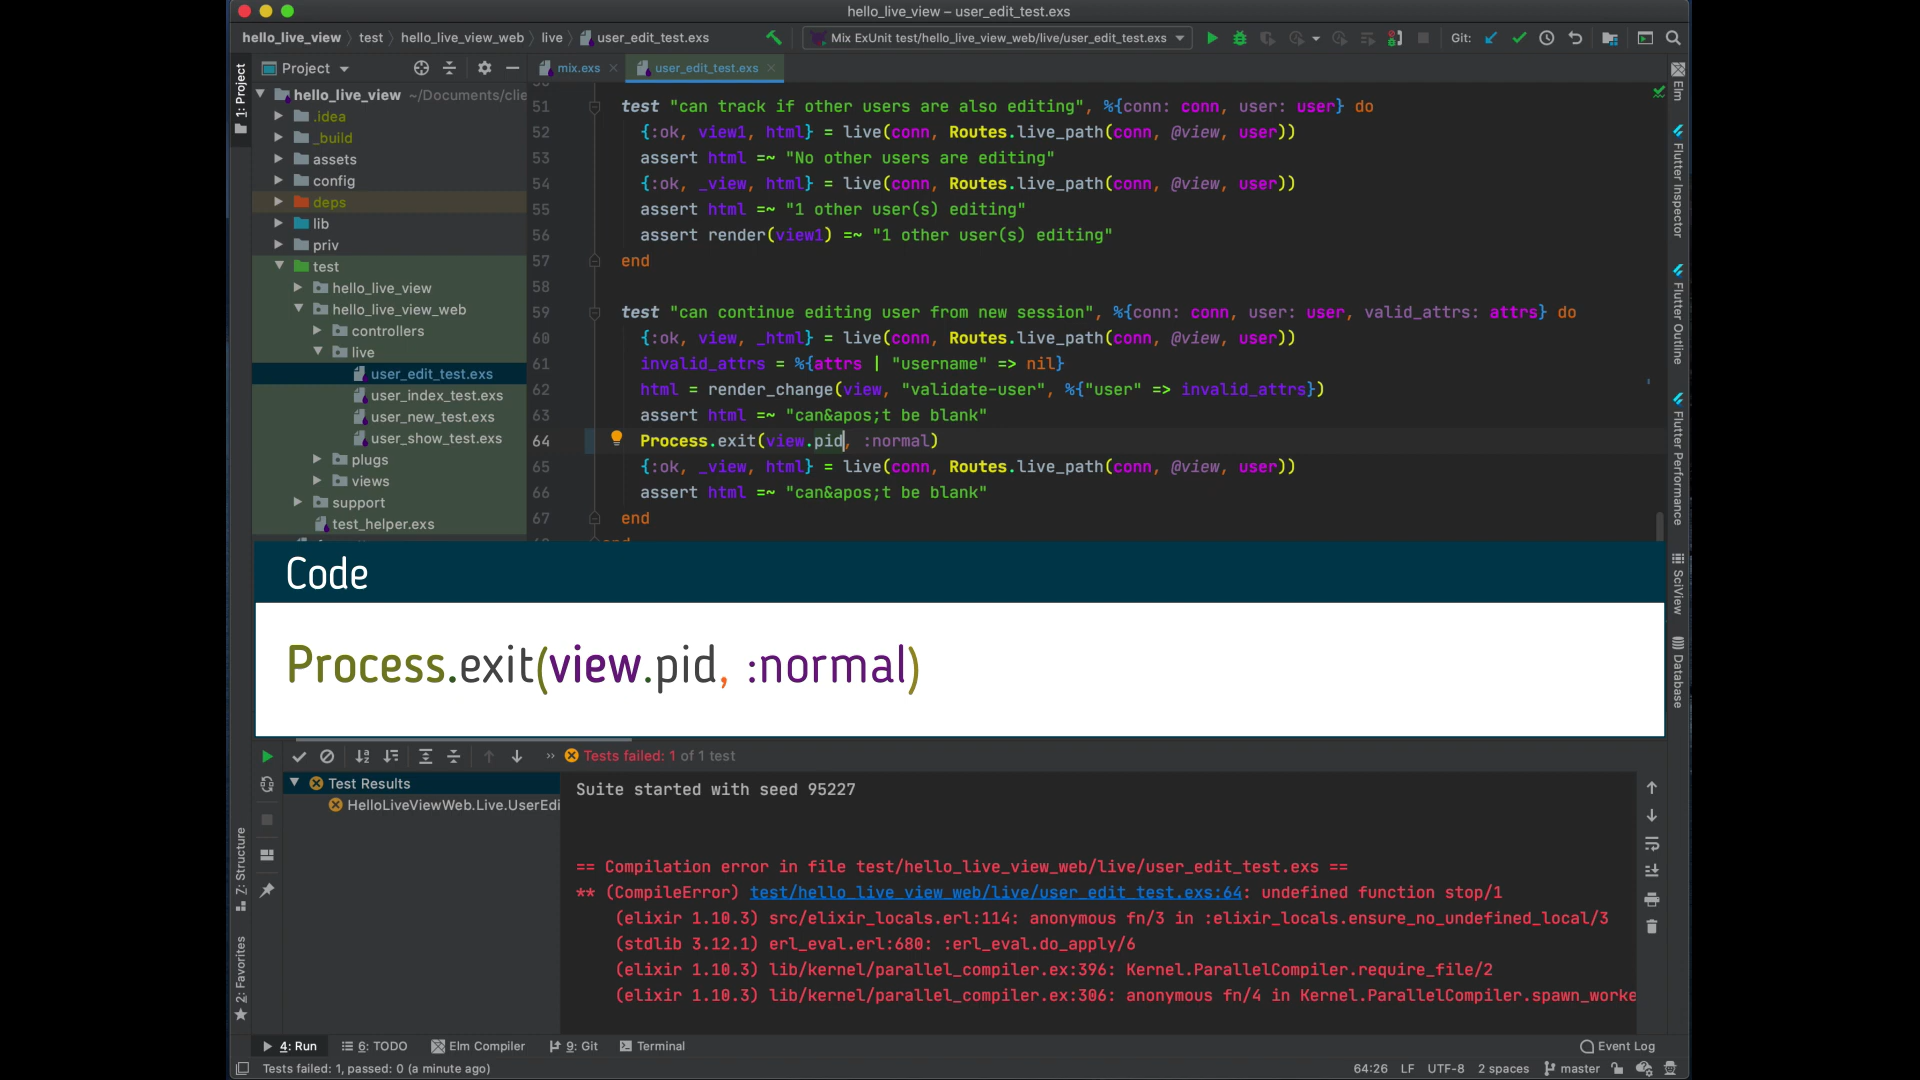 hello_live_view – user_edit_test.exs
hello_live_view test hello_live_view_web live user_edit_test.exs Mix ExUnit test/hello_live_view_web/live/user_edit_test.exs Git:
1: Project
Project
mix.exs
user_edit_test.exs
hello_live_view ~/Documents/clie
.idea
_build
assets
config
deps
lib
priv
test
hello_live_view
hello_live_view_web
controllers
live
user_edit_test.exs
user_index_test.exs
user_new_test.exs
user_show_test.exs
plugs
views
support
test_helper.exs
51 test "can track if other users are also editing", %{conn: conn, user: user} do
52 {:ok, view1, html} = live(conn, Routes.live_path(conn, @view, user))
53 assert html =~ "No other users are editing"
54 {:ok, _view, html} = live(conn, Routes.live_path(conn, @view, user))
55 assert html =~ "1 other user(s) editing"
56 assert render(view1) =~ "1 other user(s) editing"
57 end
58
59 test "can continue editing user from new session", %{conn: conn, user: user, valid_attrs: attrs} do
60 {:ok, view, _html} = live(conn, Routes.live_path(conn, @view, user))
61 invalid_attrs = %{attrs | "username" => nil}
62 html = render_change(view, "validate-user", %{"user" => invalid_attrs})
63 assert html =~ "can&apos;t be blank"
64 Process.exit(view.pid, :normal)
65 {:ok, _view, html} = live(conn, Routes.live_path(conn, @view, user))
66 assert html =~ "can&apos;t be blank"
67 end
Elm
Flutter Inspector
Flutter Outline
Flutter Performance
SciView
Database
Code
Process.exit(view.pid, :normal)
Tests failed: 1 of 1 test
Test Results
HelloLiveViewWeb.Live.UserEdi
Suite started with seed 95227
== Compilation error in file test/hello_live_view_web/live/user_edit_test.exs ==
** (CompileError) test/hello_live_view_web/live/user_edit_test.exs:64: undefined function stop/1
(elixir 1.10.3) src/elixir_locals.erl:114: anonymous fn/3 in :elixir_locals.ensure_no_undefined_local/3
(stdlib 3.12.1) erl_eval.erl:680: :erl_eval.do_apply/6
(elixir 1.10.3) lib/kernel/parallel_compiler.ex:396: Kernel.ParallelCompiler.require_file/2
(elixir 1.10.3) lib/kernel/parallel_compiler.ex:306: anonymous fn/4 in Kernel.ParallelCompiler.spawn_worke
Z: Structure
2: Favorites
4: Run 6: TODO Elm Compiler 9: Git Terminal Event Log
Tests failed: 1, passed: 0 (a minute ago) 64:26 LF UTF-8 2 spaces master